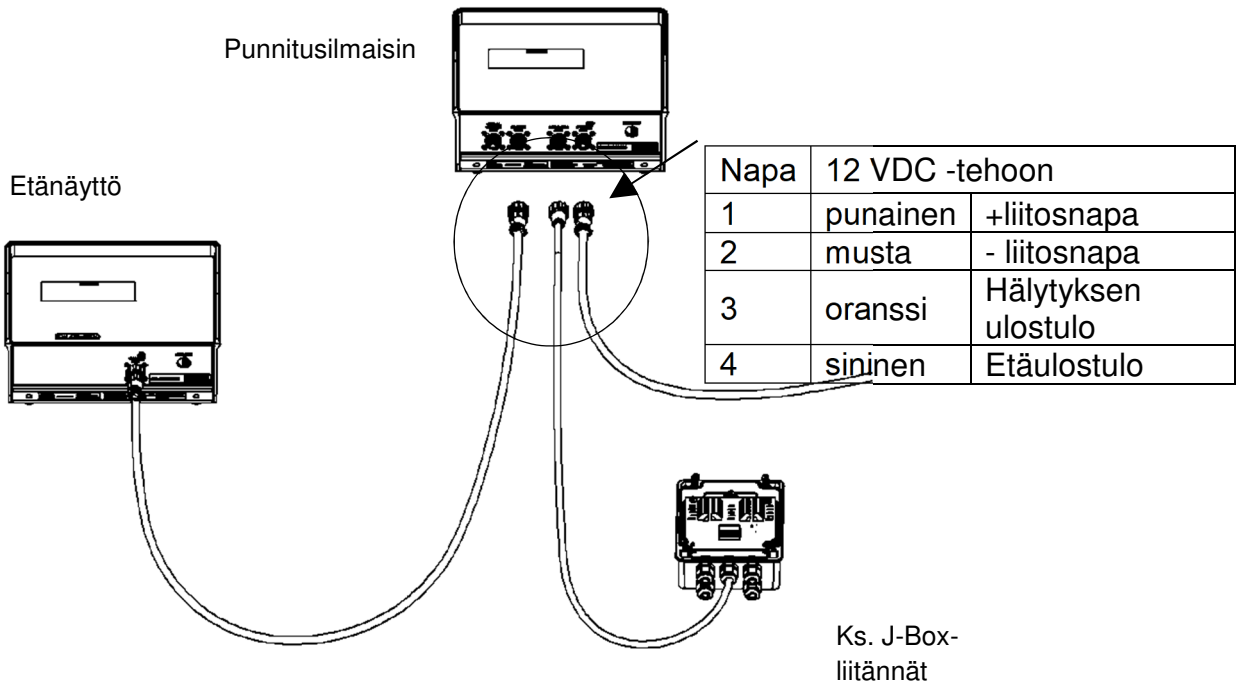 Punnitusilmaisin
Etänäyttö
Napa 12 VDC -tehoon
1 punainen +liitosnapa
2 musta - liitosnapa
3 oranssi Hälytyksen
ulostulo
4 sininen Etäulostulo
Ks. J-Box-
liitännät